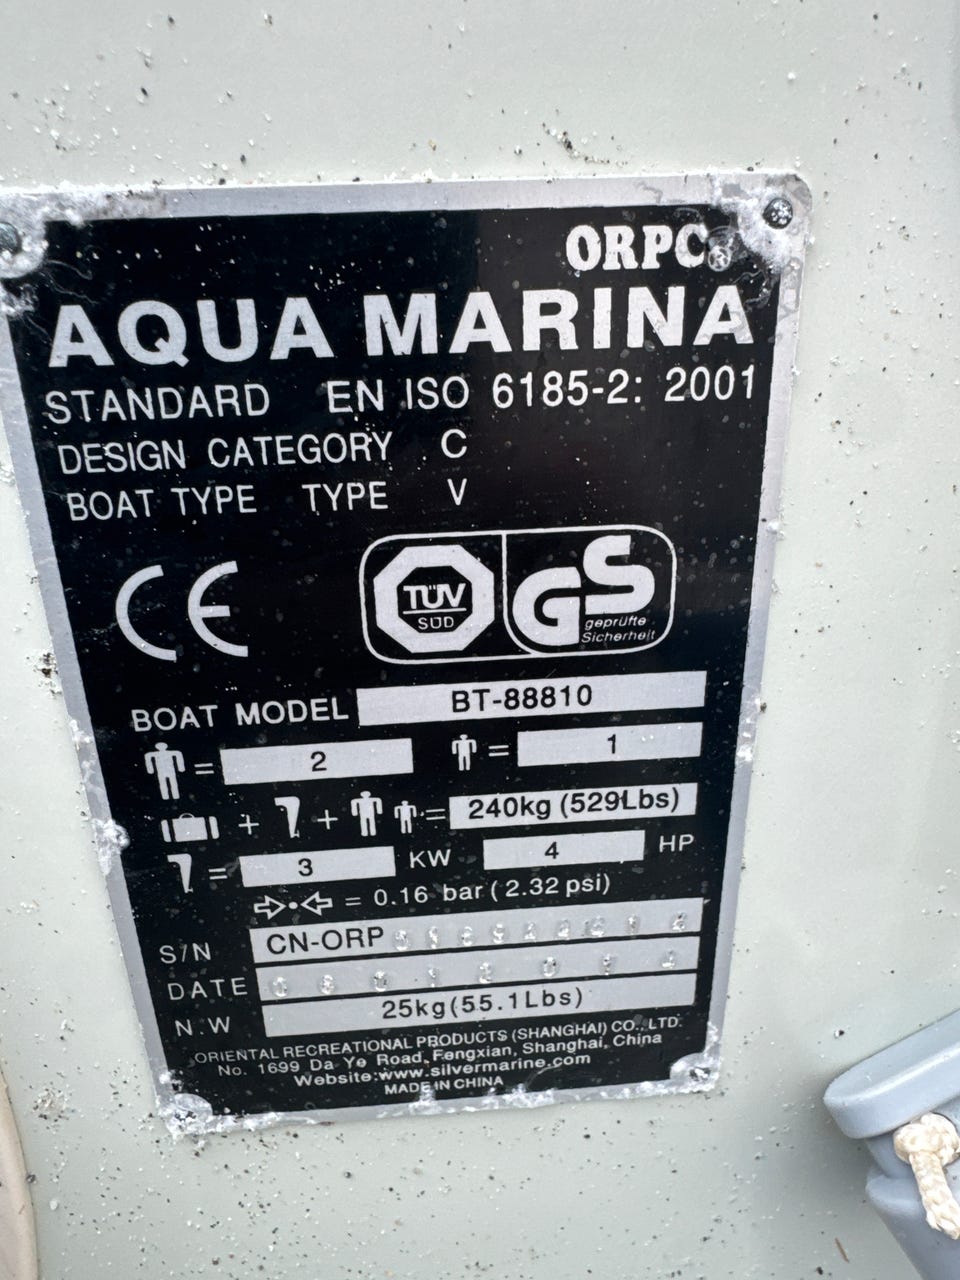 ORPC®
AQUA MARINA
STANDARD EN ISO 6185-2: 2001
DESIGN CATEGORY C
BOAT TYPE TYPE V
CE
TÜV
SÜD
GS
geprüfte
Sicherheit
BOAT MODEL BT-88810
= 2 = 1
+ + = 240kg (529Lbs)
= 3 KW 4 HP
= 0.16 bar (2.32 psi)
S/N CN-ORP
DATE
N.W 25kg(55.1Lbs)
ORIENTAL RECREATIONAL PRODUCTS (SHANGHAI) CO., LTD.
No. 1699 Da Ye Road, Fengxian, Shanghai, China
Website:www.silvermarine.com
MADE IN CHINA